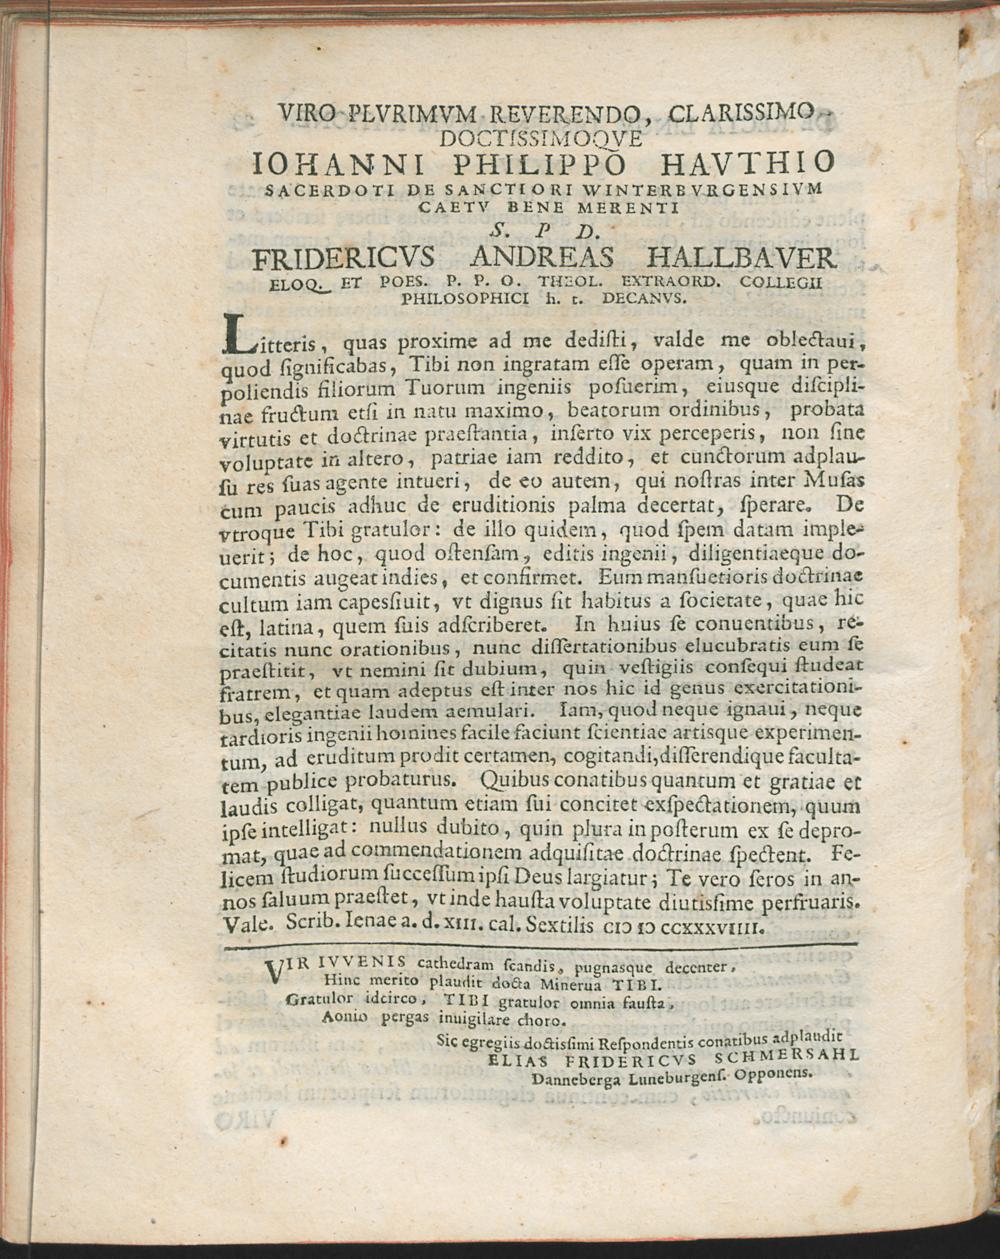 VIRO PLVRIMVM REVERENDO, CLARISSIMO
DOCTISSIMOQVE
IOHANNI PHILIPPO HAVTHIO
SACERDOTI DE SANCTIORI WINTERBVRGENSIVM
CAETV BENE MERENTI
S. P D.
FRIDERICVS ANDREAS HALLBAVER
ELOQ. ET POES. P. P. O. THEOL. EXTRAORD. COLLEGII
PHILOSOPHICI h. t. DECANVS.
Litteris, quas proxime ad me dediſti, valde me oblectaui,
quod ſignificabas, Tibi non ingratam eſſe operam, quam in per-
poliendis filiorum Tuorum ingeniis poſuerim, eiusque diſcipli-
nae fructum etſi in natu maximo, beatorum ordinibus, probata
virtutis et doctrinae praeſtantia, inſerto vix perceperis, non ſine
voluptate in altero, patriae iam reddito, et cunctorum adplau-
ſu res ſuas agente intueri, de eo autem, qui noſtras inter Muſas
cum paucis adhuc de eruditionis palma decertat, ſperare. De
vtroque Tibi gratulor: de illo quidem, quod ſpem datam imple-
uerit; de hoc, quod oſtenſam, editis ingenii, diligentiaeque do-
cumentis augeat indies, et confirmet. Eum manſuetioris doctrinae
cultum iam capesſiuit, vt dignus ſit habitus a ſocietate, quae hic
eſt, latina, quem ſuis adſcriberet. In huius ſe conuentibus, re-
citatis nunc orationibus, nunc diſſertationibus elucubratis eum ſe
praeſtitit, vt nemini ſit dubium, quin veſtigiis conſequi ſtudeat
fratrem, et quam adeptus eſt inter nos hic id genus exercitationi-
bus, elegantiae laudem aemulari. Iam, quod neque ignaui, neque
tardioris ingenii homines facile faciunt ſcientiae artisque experimen-
tum, ad eruditum prodit certamen, cogitandi, diſſerendique faculta-
tem publice probaturus. Quibus conatibus quantum et gratiae et
laudis colligat, quantum etiam ſui concitet exſpectationem, quum
ipſe intelligat: nullus dubito, quin plura in poſterum ex ſe depro-
mat, quae ad commendationem adquiſitae doctrinae ſpectent. Fe-
licem ſtudiorum ſucceſſum ipſi Deus largiatur; Te vero ſeros in an-
nos ſaluum praeſtet, vt inde hauſta voluptate diutisſime perfruaris.
Vale. Scrib. Ienae a. d. XIII. cal. Sextilis CIↃ IↃ CCXXXVIIII.
VIR IVVENIS cathedram ſcandis, pugnasque decenter,
Hinc merito plaudit docta Minerua TIBI.
Gratulor idcirco, TIBI gratulor omnia fauſta,
Aonio pergas inuigilare choro.
Sic egregiis doctisſimi Reſpondentis conatibus adplaudit
ELIAS FRIDERICVS SCHMERSAHL
Danneberga Luneburgenſ. Opponens.